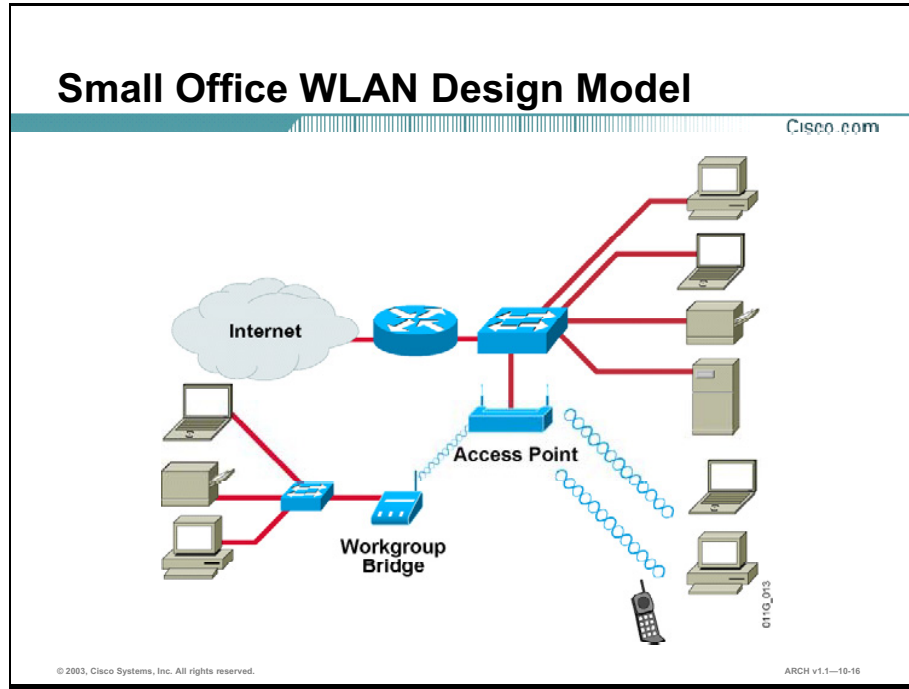 Small Office WLAN Design Model
Cisco.com
Internet
Access Point
Workgroup
Bridge
011G_013
© 2003, Cisco Systems, Inc. All rights reserved.
ARCH v1.1—10-16